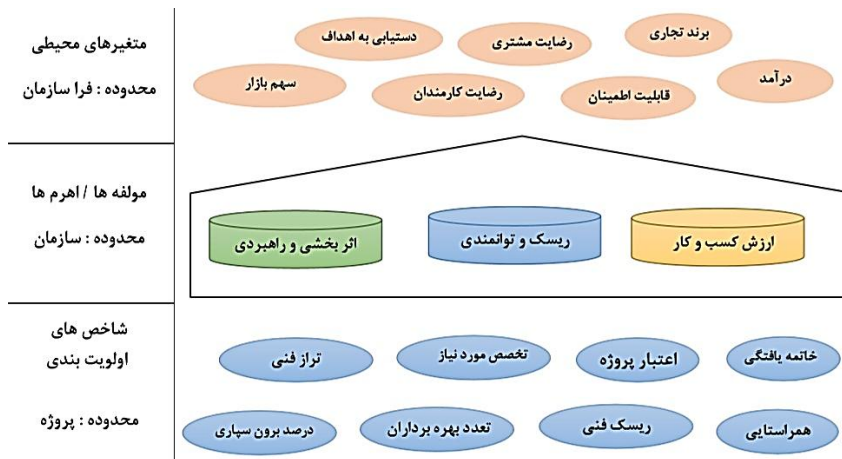 متغیرهای محیطی
محدوده : فرا سازمان
برند تجاری
رضایت مشتری
دستیابی به اهداف
درآمد
قابلیت اطمینان
رضایت کارمندان
سهم بازار
مولفه ها / اهرم ها
محدوده : سازمان
ارزش کسب و کار
ریسک و توانمندی
اثر بخشی و راهبردی
شاخص های
اولویت بندی
محدوده : پروژه
خاتمه یافتگی
اعتبار پروژه
تخصص مورد نیاز
تراز فنی
همراستایی
ریسک فنی
تعدد بهره برداران
درصد برون سپاری